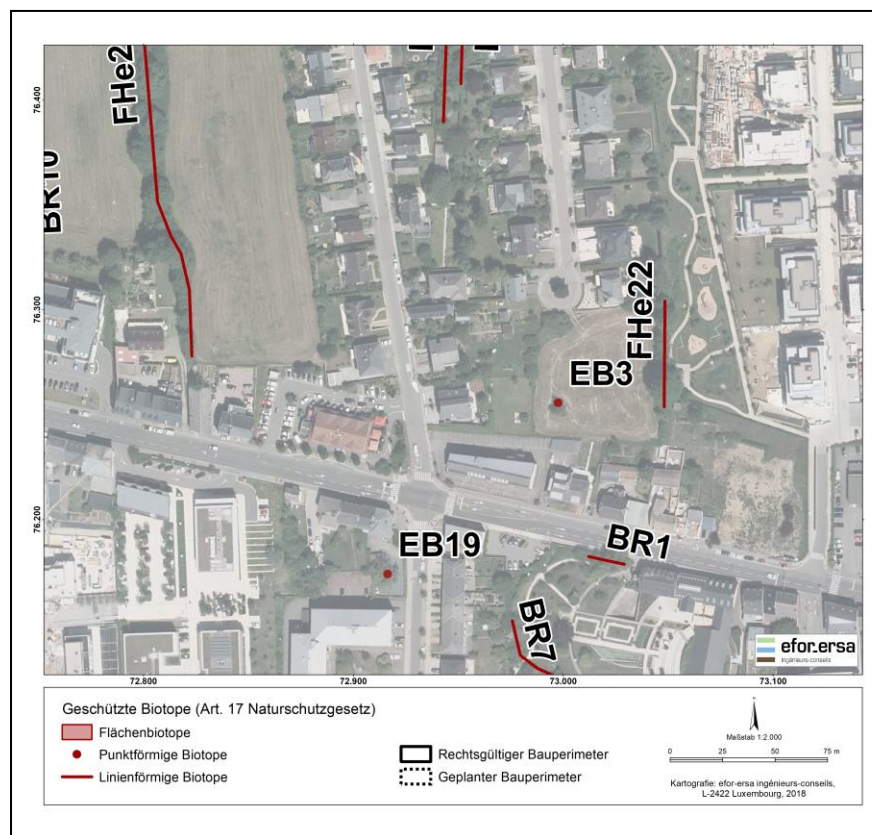 FHe2
BR10
FHe22
EB3
EB19
BR1
BR7
76.400
76.300
76.200
72.800
72.900
73.000
73.100
efor.ersa
ingénieurs-conseils
Geschützte Biotope (Art. 17 Naturschutzgesetz)
Flächenbiotope
Punktförmige Biotope
Linienförmige Biotope
Rechtsgültiger Bauperimeter
Geplanter Bauperimeter
Maßstab 1:2.000
0 25 50 75 m
Kartografie: efor-ersa ingénieurs-conseils,
L-2422 Luxembourg, 2018